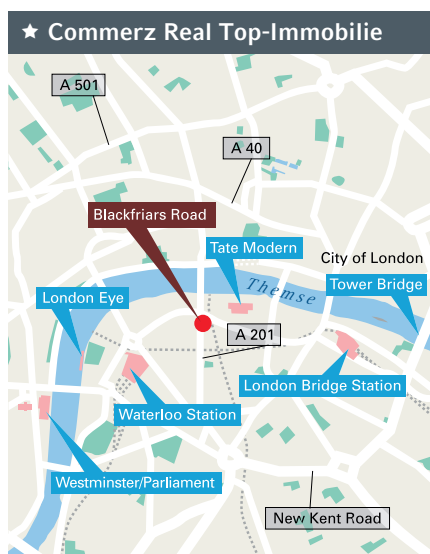 ★ Commerz Real Top-Immobilie
A 501
A 40
Blackfriars Road
Tate Modern
City of London
Themse
Tower Bridge
London Eye
A 201
London Bridge Station
Waterloo Station
Westminster/Parliament
New Kent Road